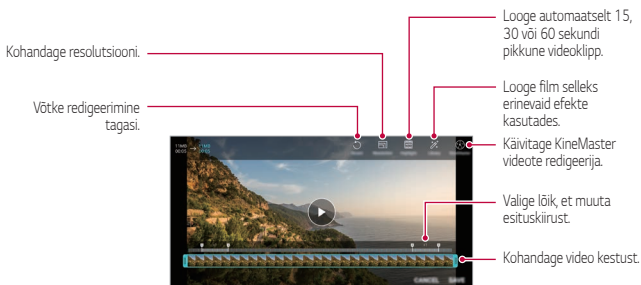 Looge automaatselt 15,
30 või 60 sekundi
pikkune videoklipp.
Kohandage resolutsiooni.
Looge film selleks
erinevaid efekte
kasutades.
Võtke redigeerimine
tagasi.
Käivitage KineMaster
videote redigeerija.
Valige lõik, et muuta
esituskiirust.
Kohandage video kestust.
CANCEL SAVE